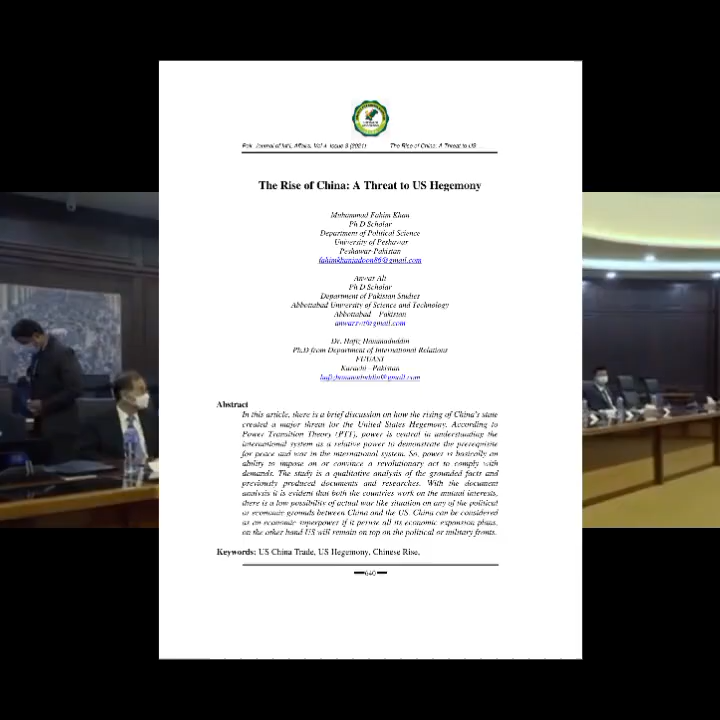 Pak. Journal of Int'L Affairs, Vol 4 Issue 3 (2021) The Rise of China: A Threat to US ...
The Rise of China: A Threat to US Hegemony
Muhammad Fahim Khan
Ph.D Scholar
Department of Political Science
University of Peshawar
Peshawar-Pakistan
fahimkhanjadoon86@gmail.com
Anwar Ali
Ph.D Scholar
Department of Pakistan Studies
Abbottabad University of Science and Technology
Abbottabad – Pakistan
Dr. Hafiz
Ph.D from Department of International Relations
FUUAST
Karachi - Pakistan
Abstract
In this article, there is a brief discussion on how the rising of China's state
created a major threat for the United States Hegemony. According to
Power Transition Theory (PTT), power is central in understanding the
international system as a relative power to demonstrate the prerequisite
for peace and war in the international system. So, power is basically an
ability to impose on or convince a revolutionary act to comply with
demands. The study is a qualitative analysis of the grounded facts and
previously produced documents and researches. With the document
analysis it is evident that both the countries work on the mutual interests,
there is a low possibility of actual war like situation on any of the political
or economic grounds between China and the US. China can be considered
as an economic superpower if it peruse all its economic expansion plans,
on the other hand US will remain on top on the political or military fronts.
Keywords: US China Trade, US Hegemony, Chinese Rise.
640